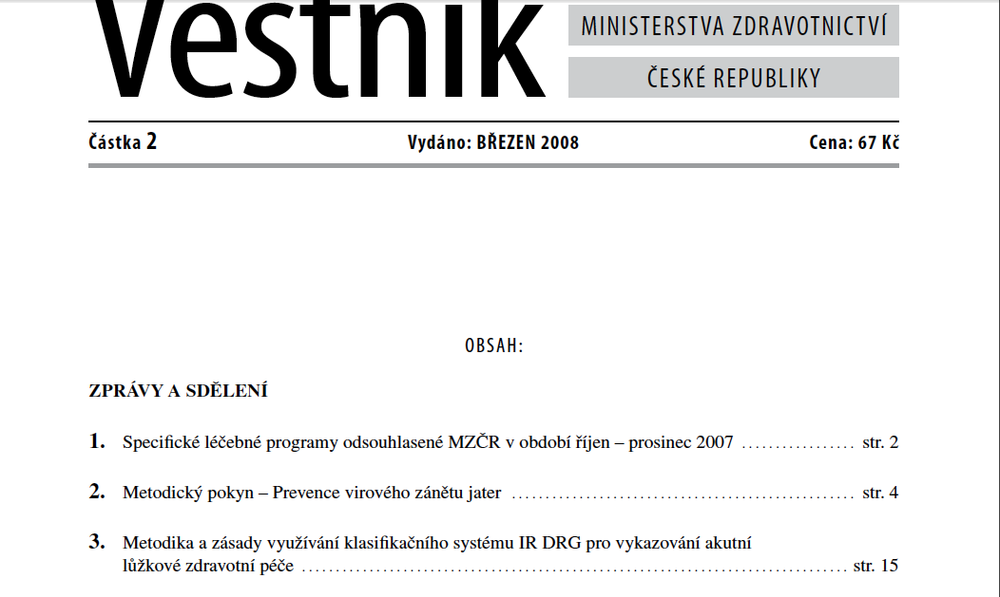 Věstník
MINISTERSTVA ZDRAVOTNICTVÍ
ČESKÉ REPUBLIKY
Částka 2 Vydáno: BŘEZEN 2008 Cena: 67 Kč
OBSAH:
ZPRÁVY A SDĚLENÍ
1. Specifické léčebné programy odsouhlasené MZČR v období říjen – prosinec 2007 ................. str. 2
2. Metodický pokyn – Prevence virového zánětu jater ................................................... str. 4
3. Metodika a zásady využívání klasifikačního systému IR DRG pro vykazování akutní
lůžkové zdravotní péče ................................................................................. str. 15